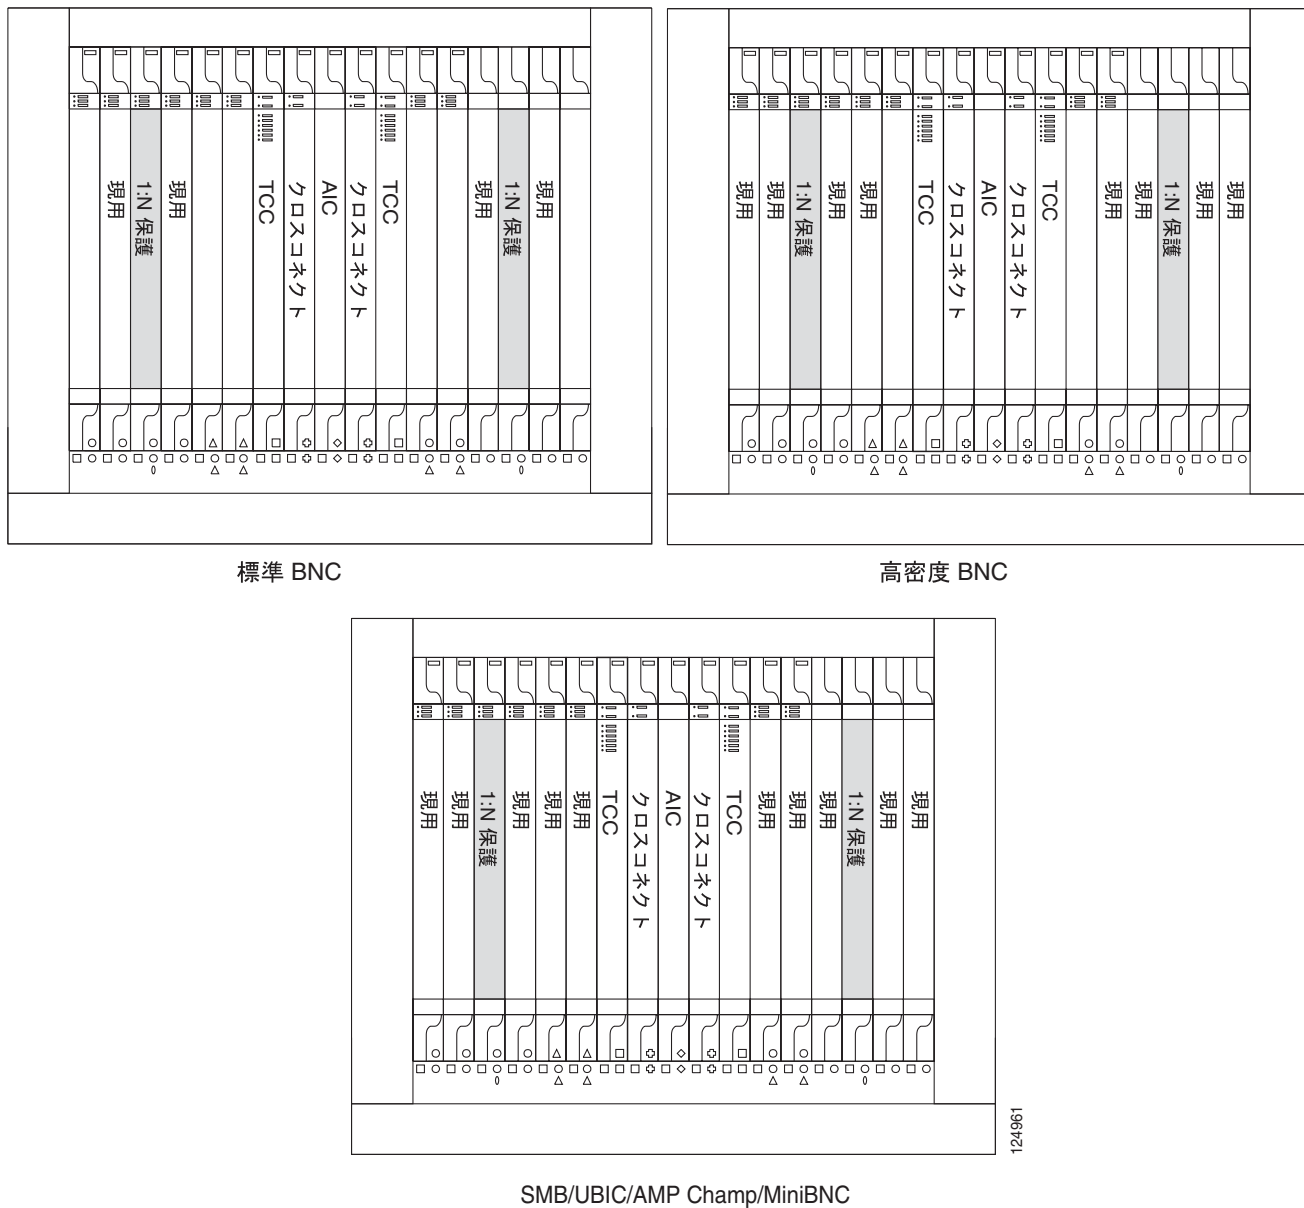 現用
1:N 保護
現用
TCC
クロスコネクト
AIC
クロスコネクト
TCC
現用
1:N 保護
現用
標準 BNC
現用
現用
1:N 保護
現用
現用
TCC
クロスコネクト
AIC
クロスコネクト
TCC
現用
現用
1:N 保護
現用
現用
高密度 BNC
現用
現用
1:N 保護
現用
現用
現用
TCC
クロスコネクト
AIC
クロスコネクト
TCC
現用
現用
現用
1:N 保護
現用
現用
124961
SMB/UBIC/AMP Champ/MiniBNC